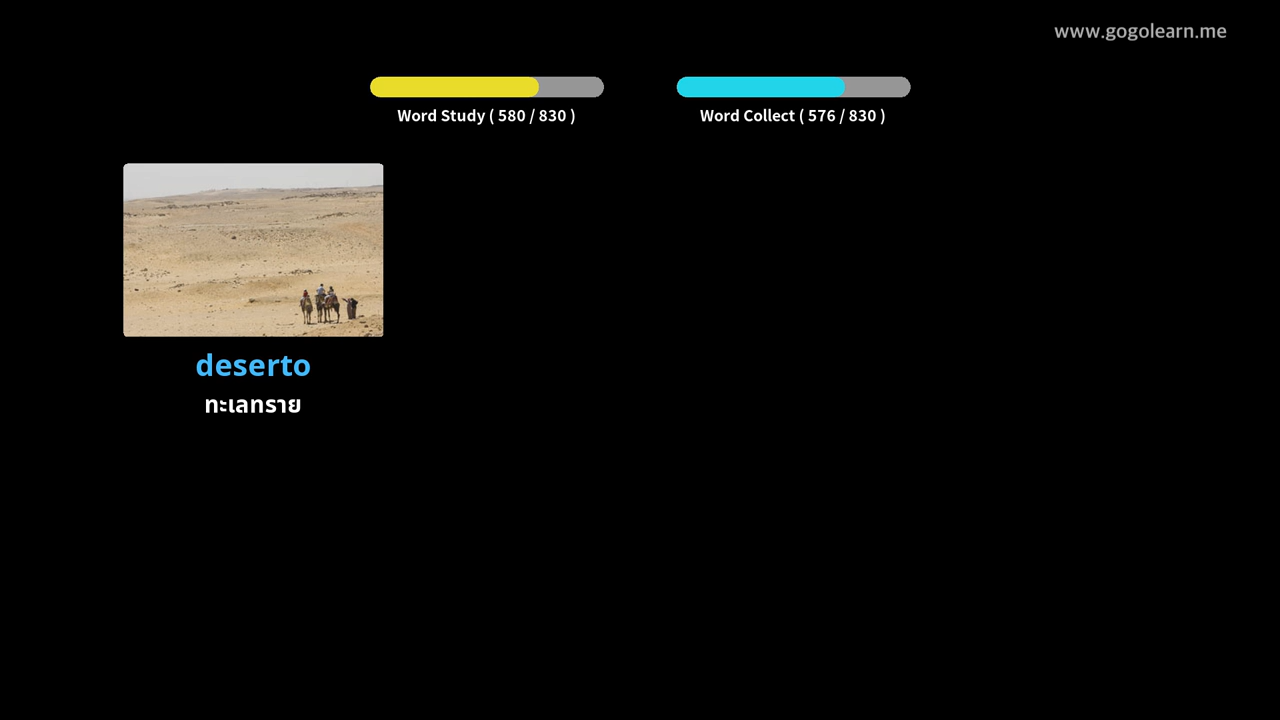 www.gogolearn.me
Word Study ( 580 / 830 )
Word Collect ( 576 / 830 )
deserto
ทะเลทราย